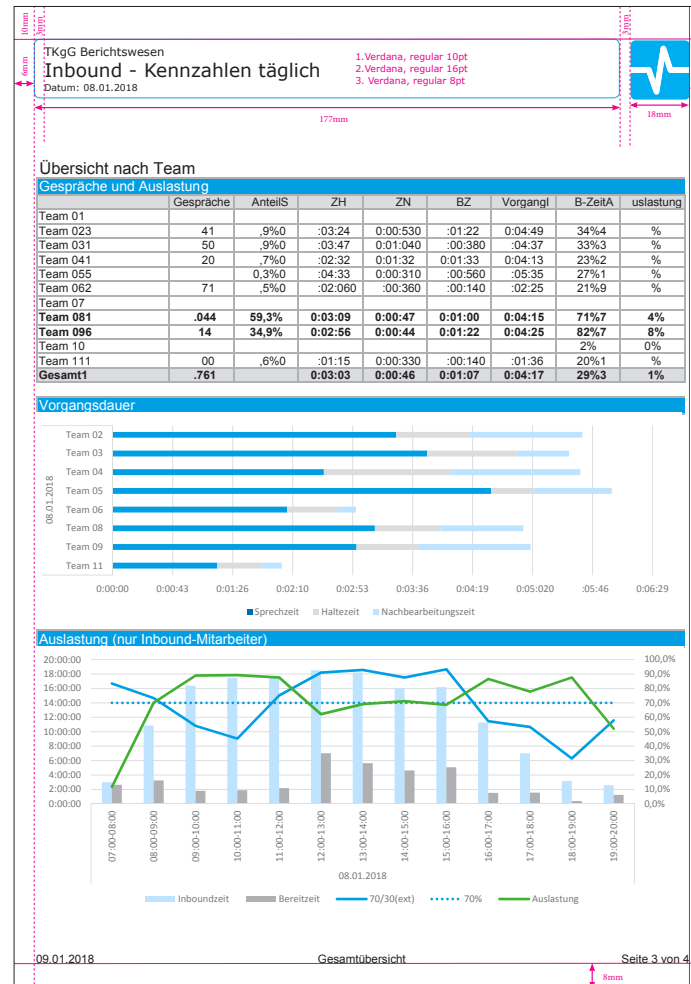 10mm
3mm
3mm
6mm
TKgG Berichtswesen
Inbound - Kennzahlen täglich
Datum: 08.01.2018
1.Verdana, regular 10pt
2.Verdana, regular 16pt
3. Verdana, regular 8pt
177mm
18mm
Übersicht nach Team
Gespräche und Auslastung
Gespräche AnteilS ZH ZN BZ VorgangI B-ZeitA uslastung
Team 01
Team 023 41 ,9%0 :03:24 0:00:530 :01:22 0:04:49 34%4 %
Team 031 50 ,9%0 :03:47 0:01:040 :00:380 :04:37 33%3 %
Team 041 20 ,7%0 :02:32 0:01:32 0:01:33 0:04:13 23%2 %
Team 055 0,3%0 :04:33 0:00:310 :00:560 :05:35 27%1 %
Team 062 71 ,5%0 :02:060 :00:360 :00:140 :02:25 21%9 %
Team 07
Team 081 .044 59,3% 0:03:09 0:00:47 0:01:00 0:04:15 71%7 4%
Team 096 14 34,9% 0:02:56 0:00:44 0:01:22 0:04:25 82%7 8%
Team 10 2% 0%
Team 111 00 ,6%0 :01:15 0:00:330 :00:140 :01:36 20%1 %
Gesamt1 .761 0:03:03 0:00:46 0:01:07 0:04:17 29%3 1%
Vorgangsdauer
08.01.2018
Team 02
Team 03
Team 04
Team 05
Team 06
Team 08
Team 09
Team 11
0:00:00 0:00:43 0:01:26 0:02:10 0:02:53 0:03:36 0:04:19 0:05:020 :05:46 0:06:29
Sprechzeit Haltezeit Nachbearbeitungszeit
Auslastung (nur Inbound-Mitarbeiter)
20:00:00 100,0%
18:00:00 90,0%
16:00:00 80,0%
14:00:00 70,0%
12:00:00 60,0%
10:00:00 50,0%
8:00:00 40,0%
6:00:00 30,0%
4:00:00 20,0%
2:00:00 10,0%
0:00:00 0,0%
07:00-08:00
08:00-09:00
09:00-10:00
10:00-11:00
11:00-12:00
12:00-13:00
13:00-14:00
14:00-15:00
15:00-16:00
16:00-17:00
17:00-18:00
18:00-19:00
19:00-20:00
08.01.2018
Inboundzeit Bereitzeit 70/30(ext) 70% Auslastung
09.01.2018 Gesamtübersicht Seite 3 von 4
8mm